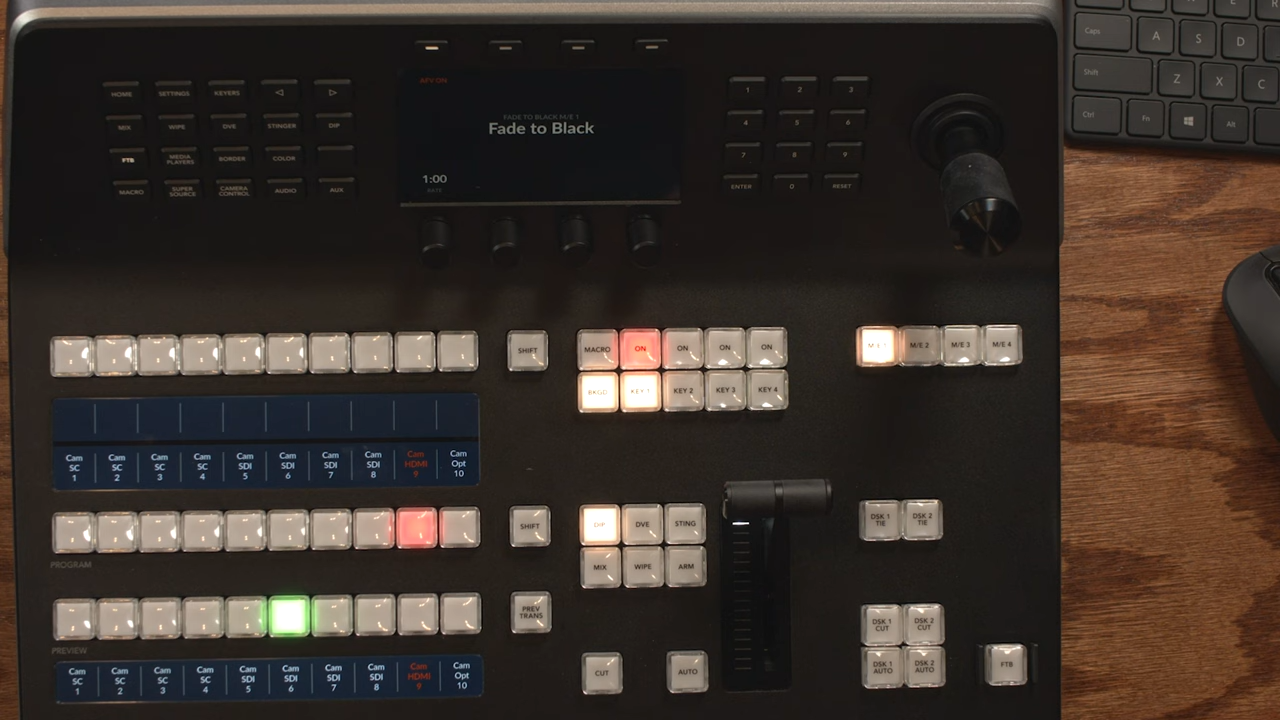 HOME SETTINGS KEYERS
MIX WIPE DVE STINGER DIP
FTB MEDIA PLAYERS BORDER COLOR
MACRO SUPER SOURCE CAMERA CONTROL AUDIO AUX
AFV ON
FADE TO BLACK M/E 1
Fade to Black
1:00
RATE
1 2 3
4 5 6
7 8 9
ENTER 0 RESET
Caps A S D
Shift Z X C
Ctrl Fn Alt
SHIFT
MACRO ON ON ON ON
BKGD KEY 1 KEY 2 KEY 3 KEY 4
M/E 1 M/E 2 M/E 3 M/E 4
Cam Cam Cam Cam Cam Cam Cam Cam Cam Cam
SC SC SC SC SDI SDI SDI SDI HDMI Opt
1 2 3 4 5 6 7 8 9 10
SHIFT
PROGRAM
DIP DVE STING
MIX WIPE ARM
DSK 1 TIE DSK 2 TIE
PREV
TRANS
PREVIEW
Cam Cam Cam Cam Cam Cam Cam Cam Cam Cam
SC SC SC SC SDI SDI SDI SDI HDMI Opt
1 2 3 4 5 6 7 8 9 10
CUT AUTO
DSK 1 CUT DSK 2 CUT
DSK 1 AUTO DSK 2 AUTO
FTB